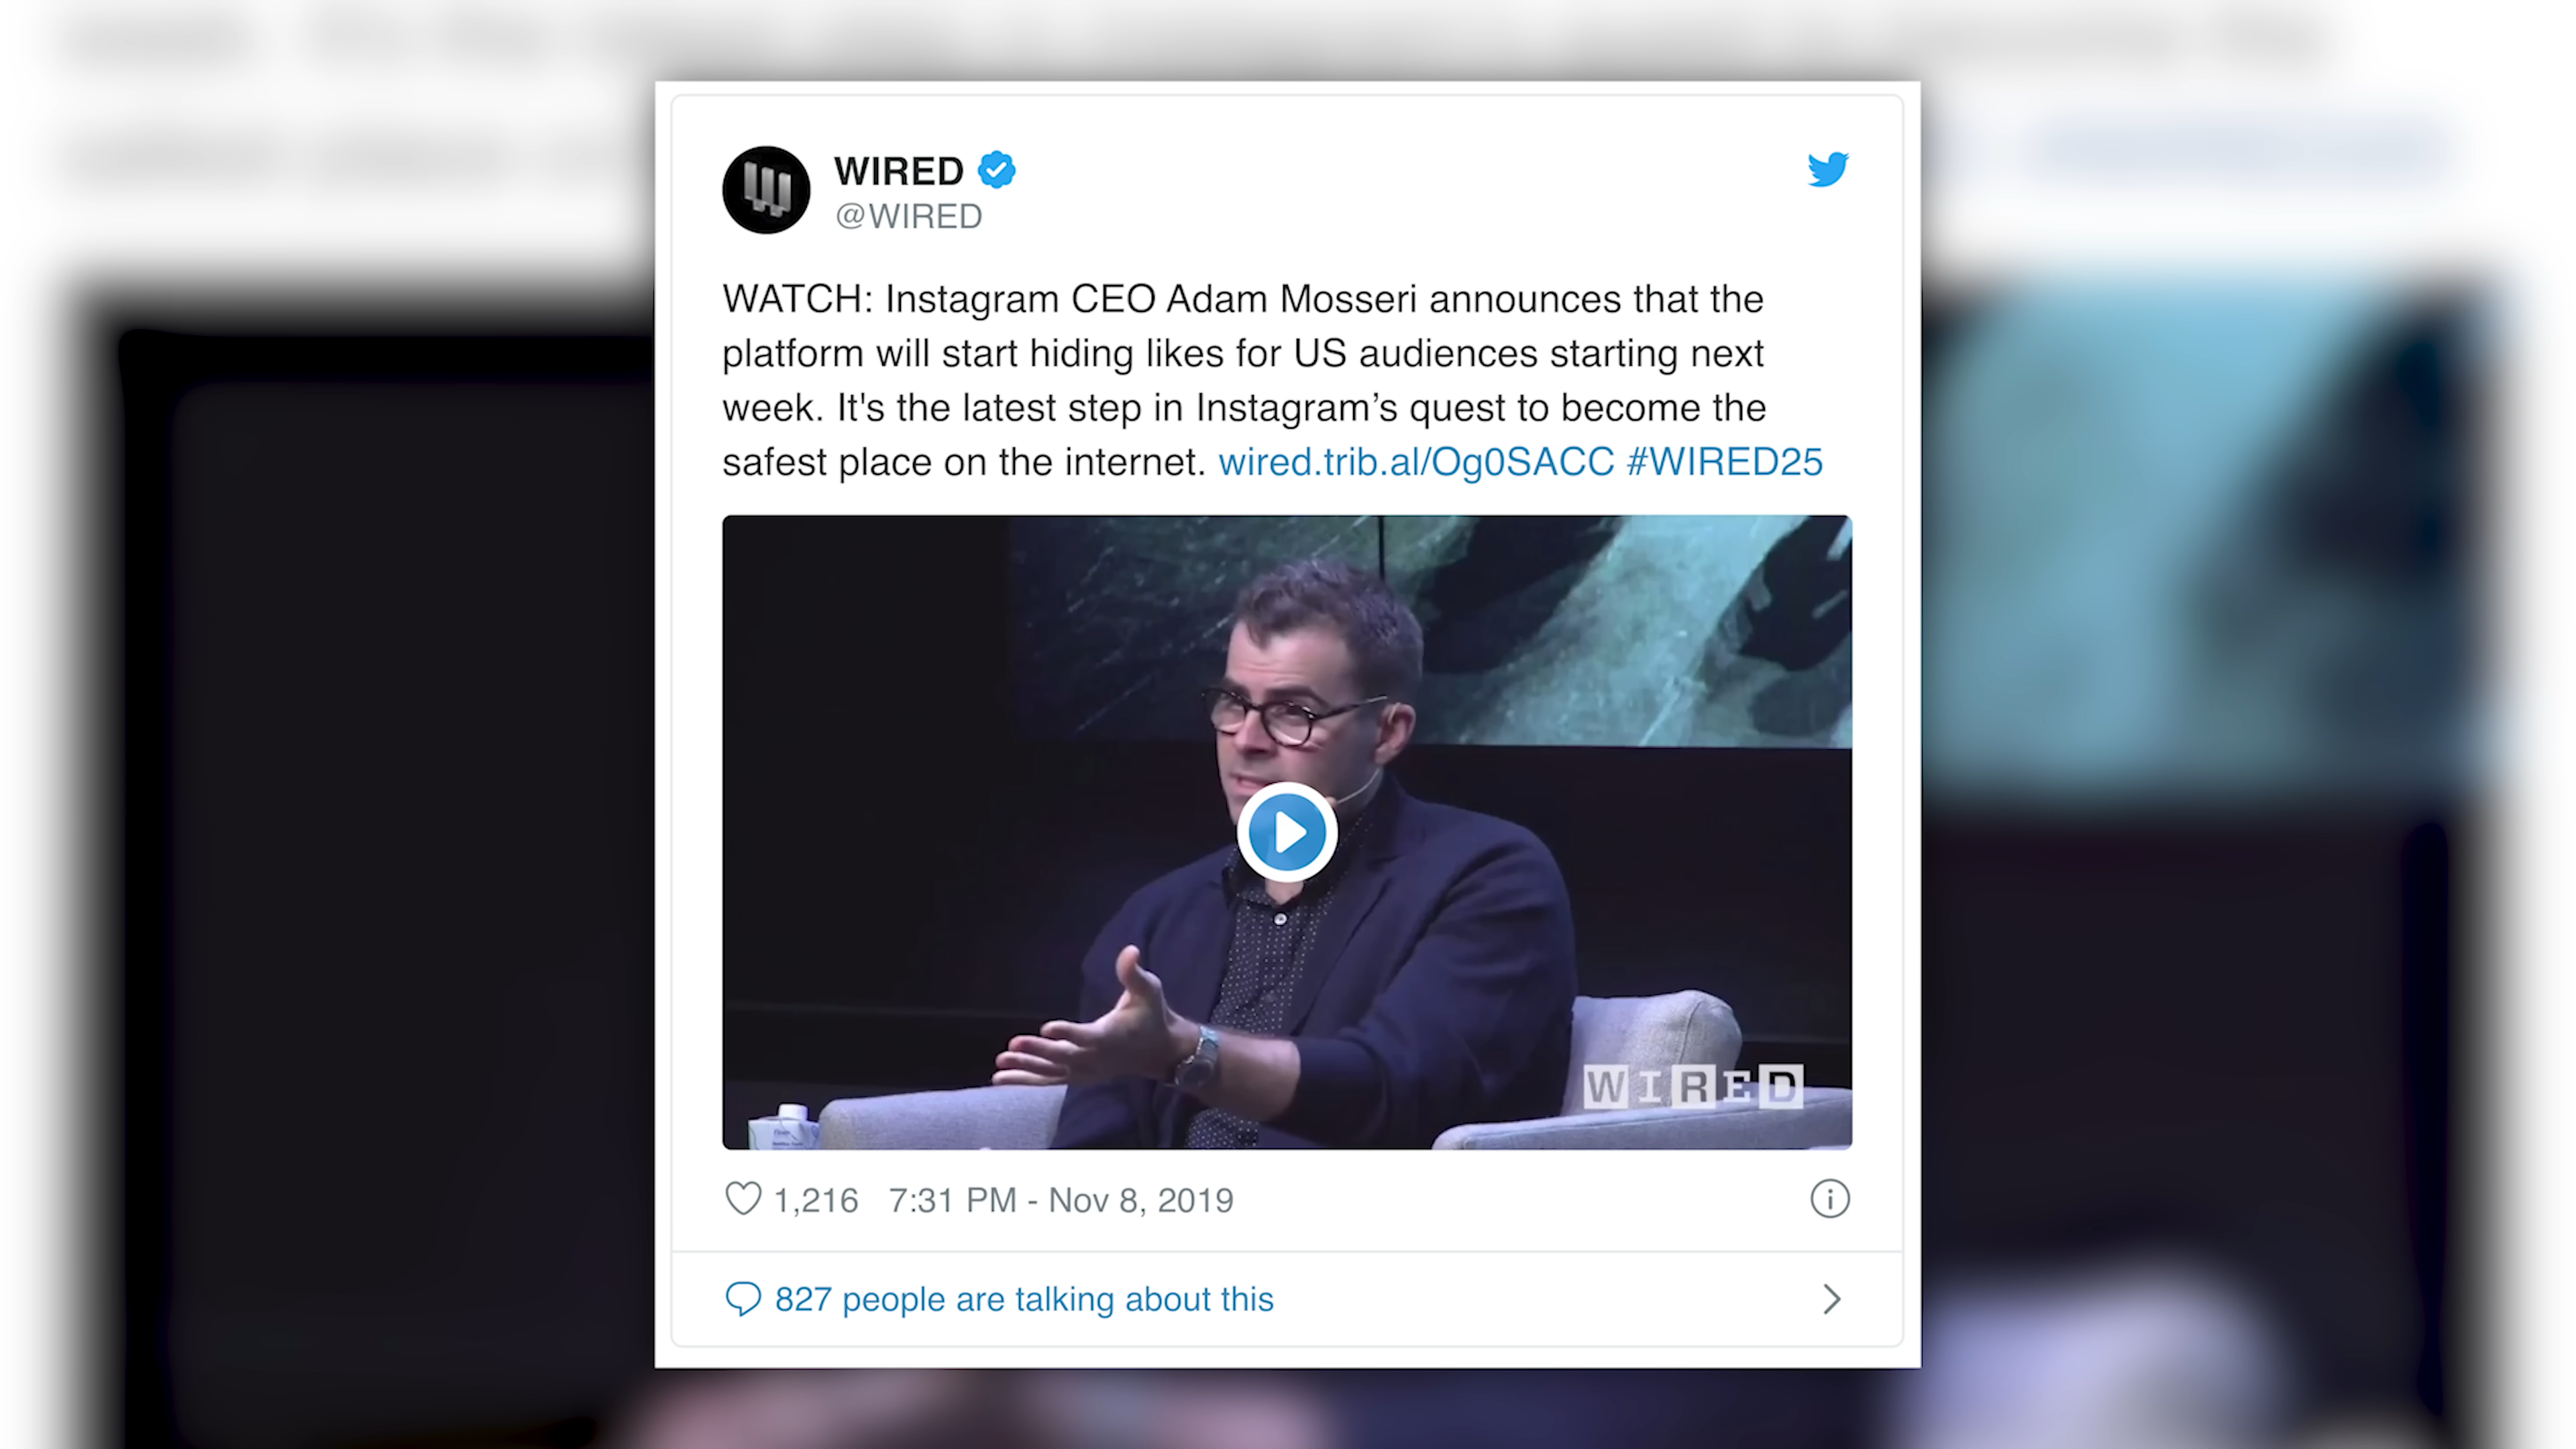 WIRED
@WIRED
WATCH: Instagram CEO Adam Mosseri announces that the
platform will start hiding likes for US audiences starting next
week. It's the latest step in Instagram’s quest to become the
safest place on the internet. wired.trib.al/Og0SACC #WIRED25
WIRED
1,216 7:31 PM - Nov 8, 2019
827 people are talking about this